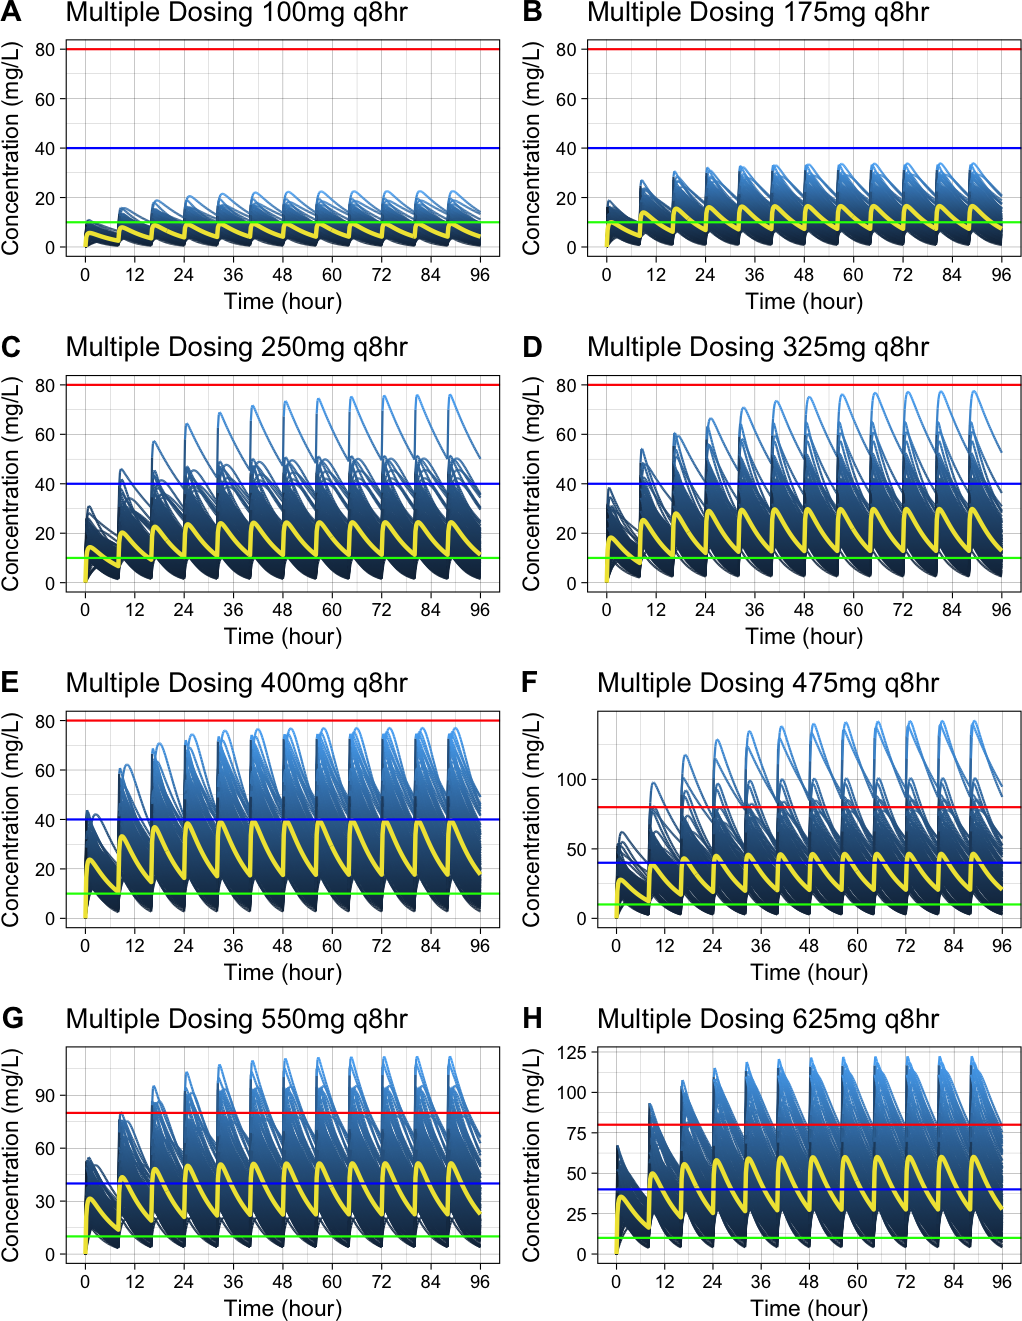 A Multiple Dosing 100mg q8hr
Concentration (mg/L)
80
60
40
20
0
0 12 24 36 48 60 72 84 96
Time (hour)
B Multiple Dosing 175mg q8hr
Concentration (mg/L)
80
60
40
20
0
0 12 24 36 48 60 72 84 96
Time (hour)
C Multiple Dosing 250mg q8hr
Concentration (mg/L)
80
60
40
20
0
0 12 24 36 48 60 72 84 96
Time (hour)
D Multiple Dosing 325mg q8hr
Concentration (mg/L)
80
60
40
20
0
0 12 24 36 48 60 72 84 96
Time (hour)
E Multiple Dosing 400mg q8hr
Concentration (mg/L)
80
60
40
20
0
0 12 24 36 48 60 72 84 96
Time (hour)
F Multiple Dosing 475mg q8hr
Concentration (mg/L)
100
50
0
0 12 24 36 48 60 72 84 96
Time (hour)
G Multiple Dosing 550mg q8hr
Concentration (mg/L)
90
60
30
0
0 12 24 36 48 60 72 84 96
Time (hour)
H Multiple Dosing 625mg q8hr
Concentration (mg/L)
125
100
75
50
25
0
0 12 24 36 48 60 72 84 96
Time (hour)